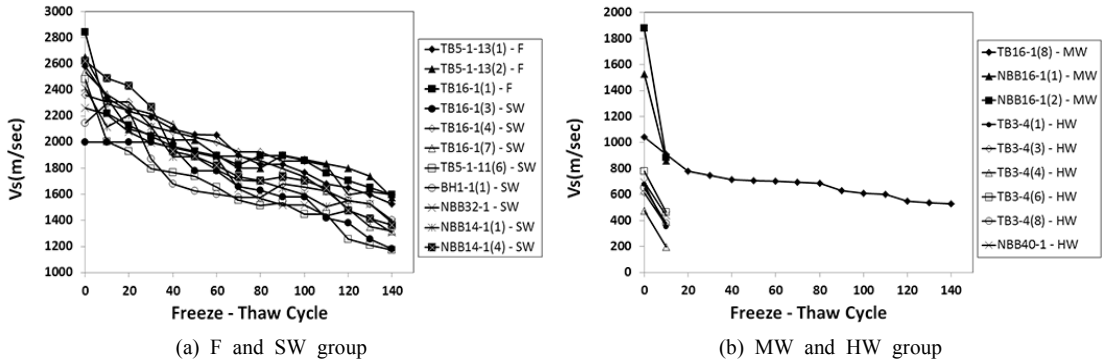 3000
2800
2600
2400
2200
2000
1800
1600
1400
1200
1000
Vs(m/sec)
0 20 40 60 80 100 120 140
Freeze - Thaw Cycle
TB5-1-13(1) - F
TB5-1-13(2) - F
TB16-1(1) - F
TB16-1(3) - SW
TB16-1(4) - SW
TB16-1(7) - SW
TB5-1-11(6) - SW
BH1-1(1) - SW
NBB32-1 - SW
NBB14-1(1) - SW
NBB14-1(4) - SW
(a) F and SW group
2000
1800
1600
1400
1200
1000
800
600
400
200
0
Vs(m/sec)
0 20 40 60 80 100 120 140
Freeze - Thaw Cycle
TB16-1(8) - MW
NBB16-1(1) - MW
NBB16-1(2) - MW
TB3-4(1) - HW
TB3-4(3) - HW
TB3-4(4) - HW
TB3-4(6) - HW
TB3-4(8) - HW
NBB40-1 - HW
(b) MW and HW group